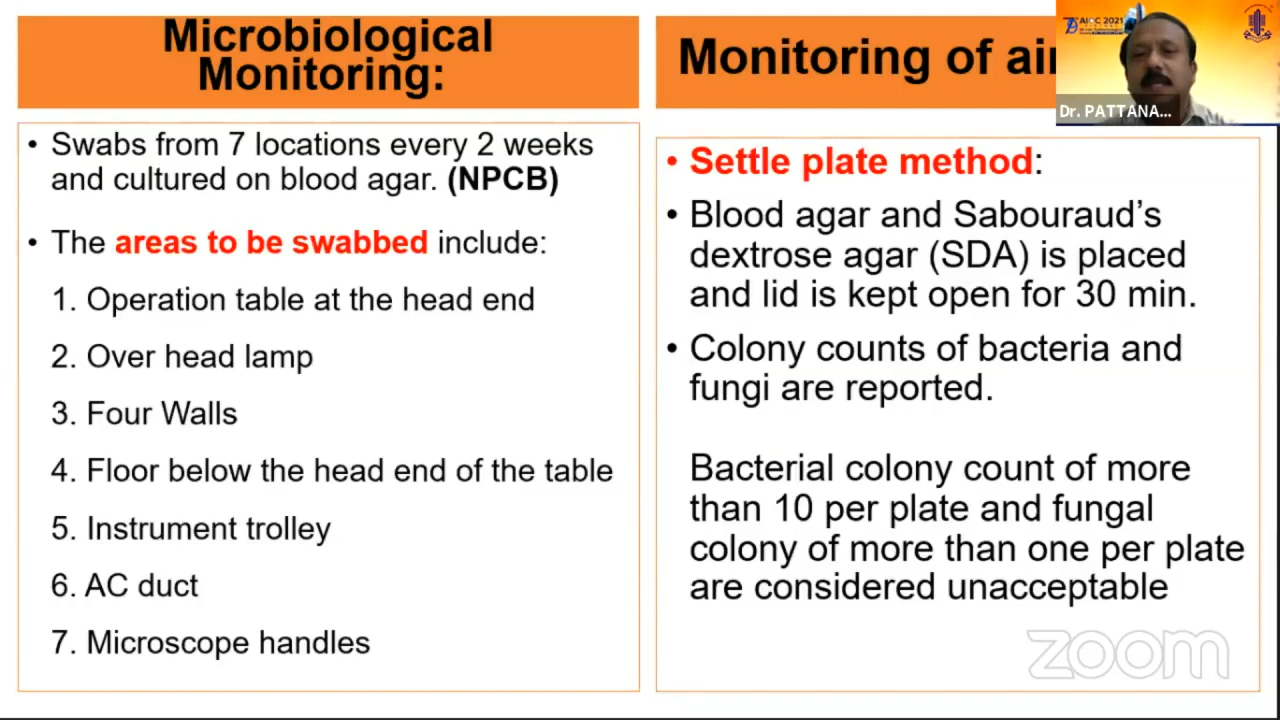 Microbiological
Monitoring:
• Swabs from 7 locations every 2 weeks
and cultured on blood agar. (NPCB)
• The areas to be swabbed include:
1. Operation table at the head end
2. Over head lamp
3. Four Walls
4. Floor below the head end of the table
5. Instrument trolley
6. AC duct
7. Microscope handles
Monitoring of air
• Settle plate method:
• Blood agar and Sabouraud’s
dextrose agar (SDA) is placed
and lid is kept open for 30 min.
• Colony counts of bacteria and
fungi are reported.
Bacterial colony count of more
than 10 per plate and fungal
colony of more than one per plate
are considered unacceptable
AIOC 2021
Dr. PATTANA...
zoom